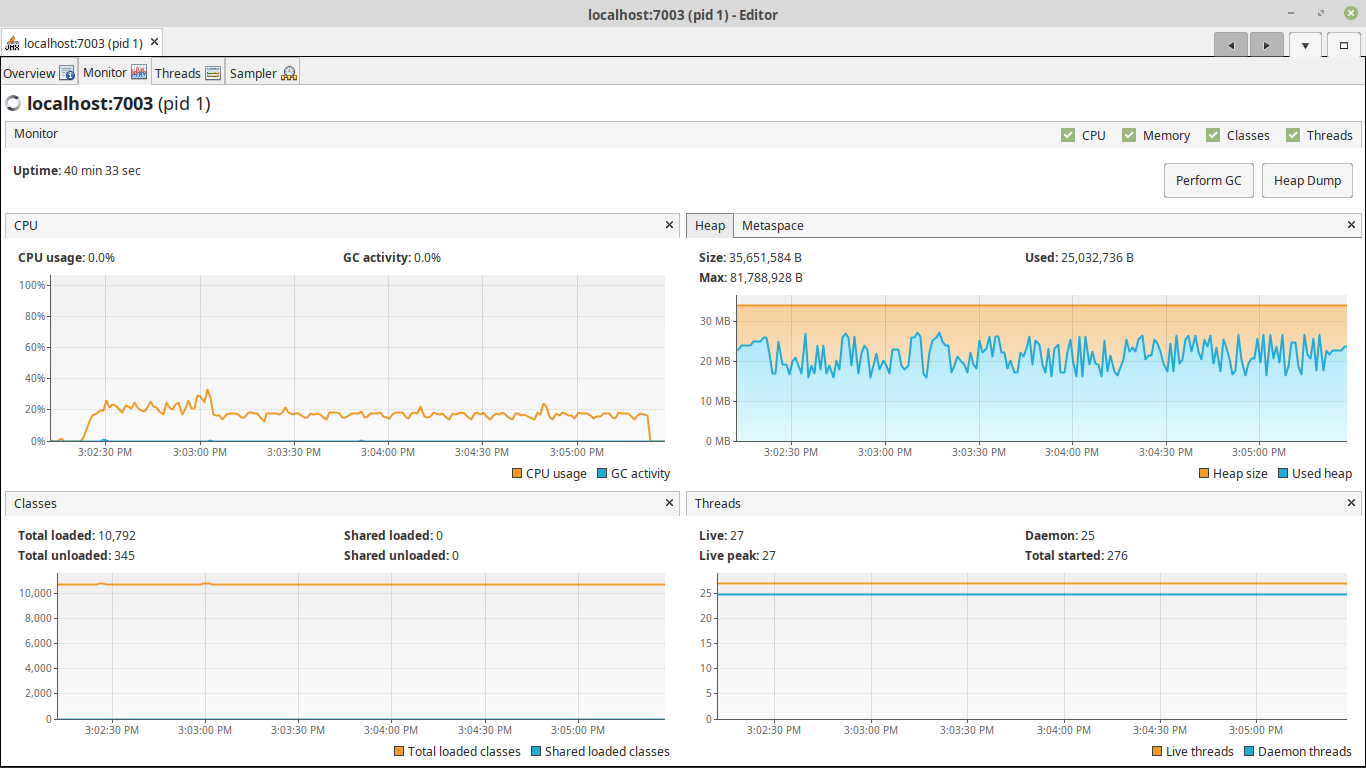 localhost:7003 (pid 1) - Editor
JMX localhost:7003 (pid 1)
Overview Monitor Threads Sampler
localhost:7003 (pid 1)
Monitor CPU Memory Classes Threads
Uptime: 40 min 33 sec
Perform GC Heap Dump
CPU
CPU usage: 0.0% GC activity: 0.0%
100%
80%
60%
40%
20%
0%
3:02:30 PM 3:03:00 PM 3:03:30 PM 3:04:00 PM 3:04:30 PM 3:05:00 PM
CPU usage GC activity
Heap Metaspace
Size: 35,651,584 B Used: 25,032,736 B
Max: 81,788,928 B
30 MB
20 MB
10 MB
0 MB
3:02:30 PM 3:03:00 PM 3:03:30 PM 3:04:00 PM 3:04:30 PM 3:05:00 PM
Heap size Used heap
Classes
Total loaded: 10,792 Shared loaded: 0
Total unloaded: 345 Shared unloaded: 0
10,000
8,000
6,000
4,000
2,000
0
3:02:30 PM 3:03:00 PM 3:03:30 PM 3:04:00 PM 3:04:30 PM 3:05:00 PM
Total loaded classes Shared loaded classes
Threads
Live: 27 Daemon: 25
Live peak: 27 Total started: 276
25
20
15
10
5
0
3:02:30 PM 3:03:00 PM 3:03:30 PM 3:04:00 PM 3:04:30 PM 3:05:00 PM
Live threads Daemon threads